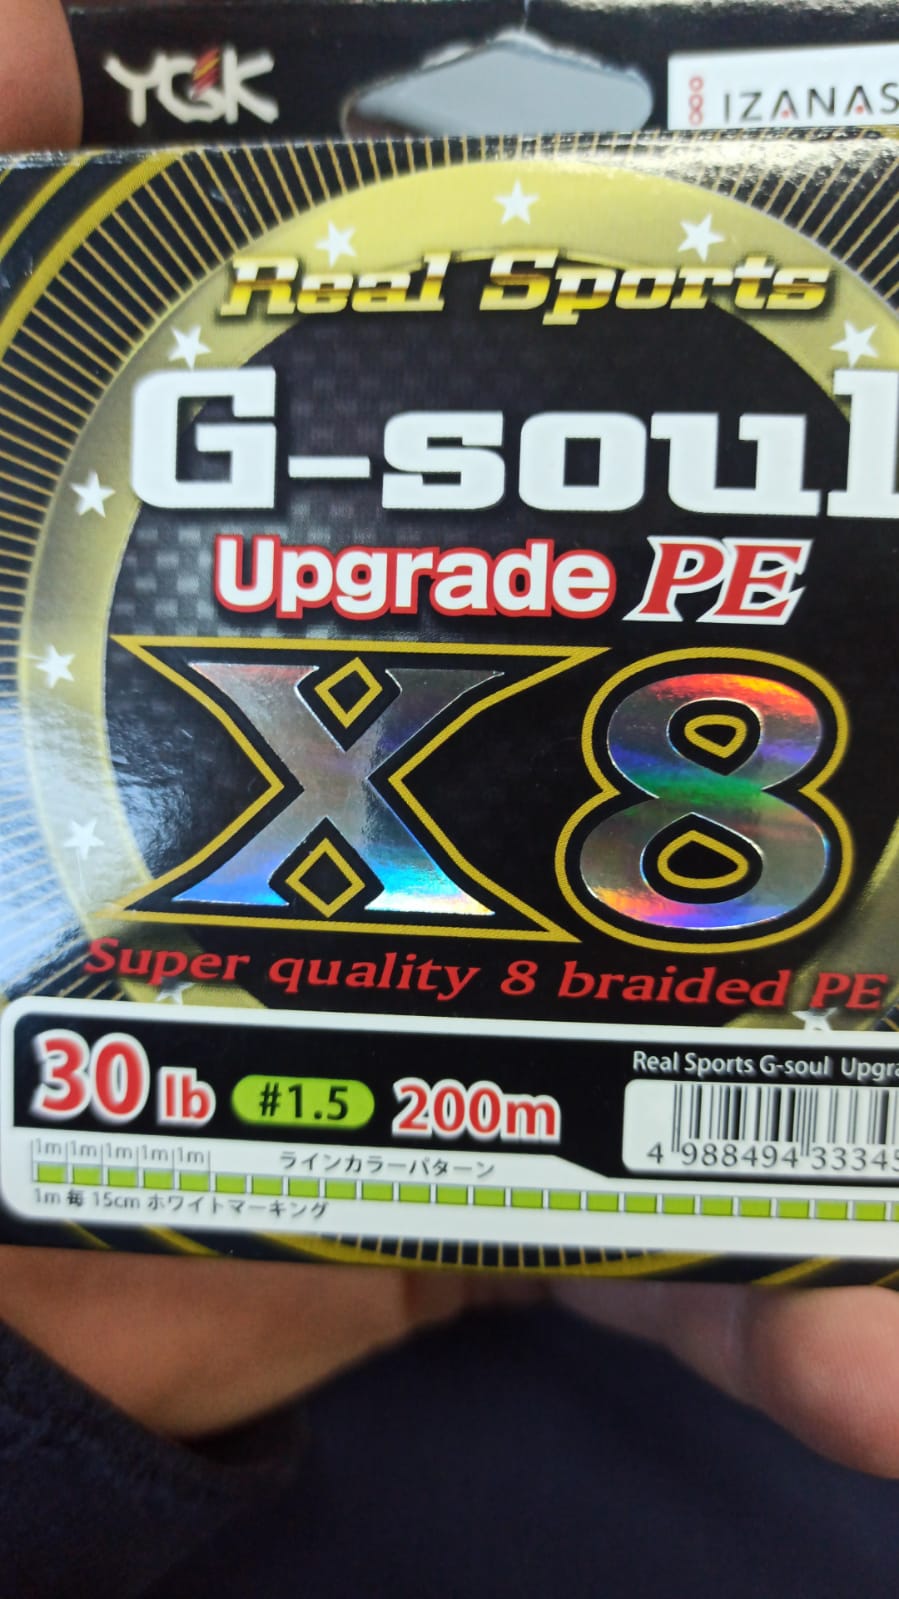 YGK
IZANAS
Real Sports
G-soul
Upgrade PE
X8
Super quality 8 braided PE
30 lb #1.5 200m
Real Sports G-soul Upgra
4 988494 33345
1m 1m 1m 1m 1m
ラインカラーパターン
1m 毎 15cm ホワイトマーキング